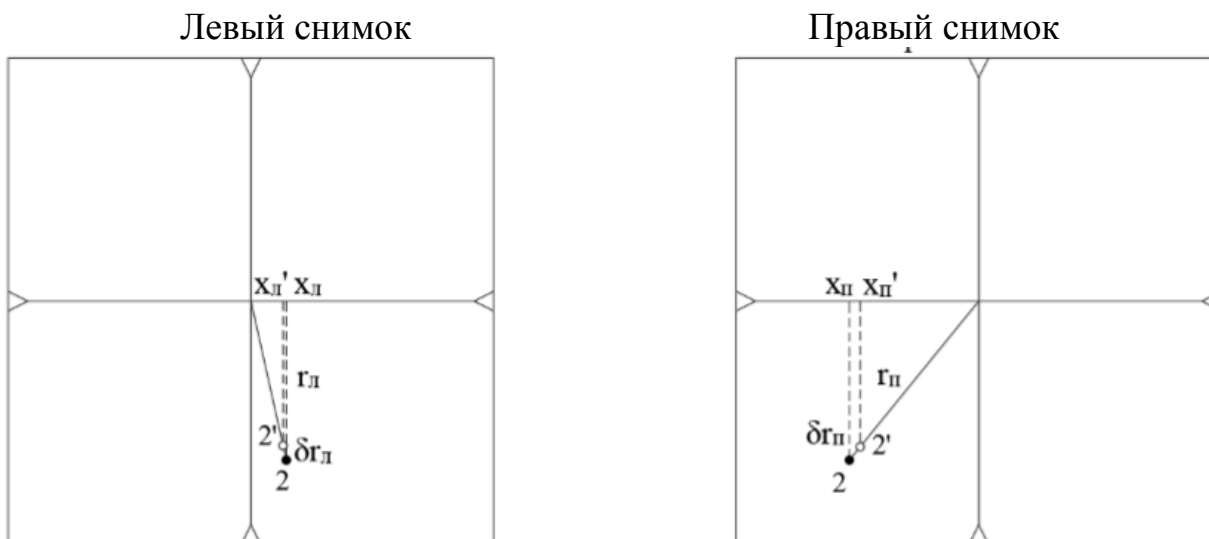 Левый снимок Правый снимок
xл' xл xп xп'
rл rп
2' δrл δrп 2'
2 2